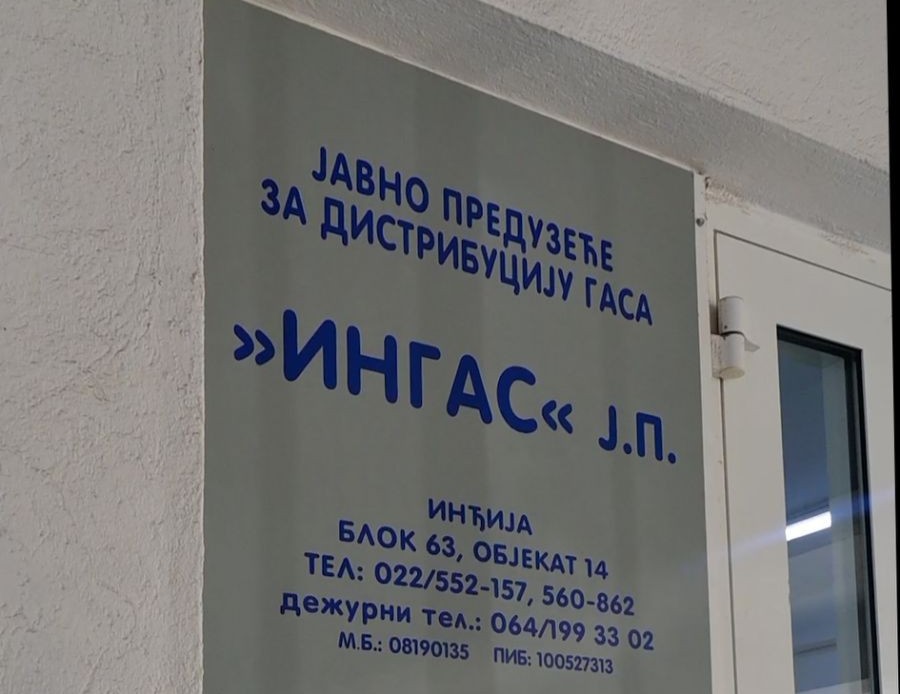 ЈАВНО ПРЕДУЗЕЋЕ
ЗА ДИСТРИБУЦИЈУ ГАСА
»ИНГАС« Ј.П.
ИНЂИЈА
БЛОК 63, ОБЈЕКАТ 14
ТЕЛ: 022/552-157, 560-862
дежурни тел.: 064/199 33 02
М.Б.: 08190135 ПИБ: 100527313